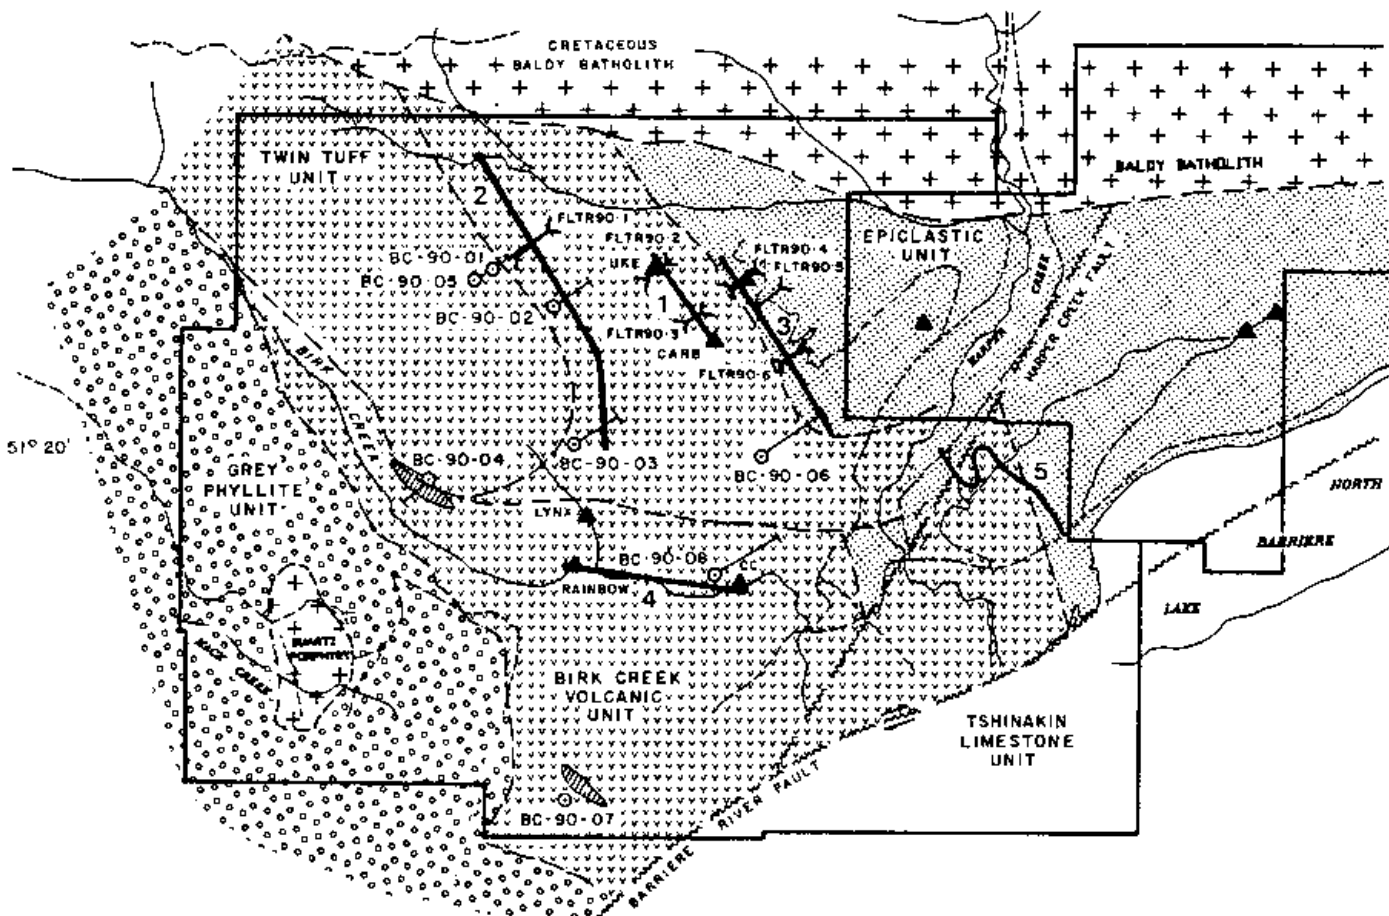 CRETACEOUS
BALDY BATHOLITH
BALDY BATHOLITH
TWIN TUFF
UNIT
2
FLTR90-1
FLTR90-2
UKE
FLTR90-4
FLTR90-5
EPICLASTIC
UNIT
BC-90-01
BC-90-05
BC-90-02
1
FLTR90-3
CARB
3
FLTR90-6
HARPER
CREEK
HARPER CREEK FAULT
BIRK
CREEK
51° 20'
GREY
PHYLLITE
UNIT
BC-90-04
BC-90-03
BC-90-06
5
NORTH
BARRIERE
LAKE
LYNX
BC-90-08
CC
RAINBOW
4
QUARTZ
PORPHYRY
ROCK
CREEK
BIRK CREEK
VOLCANIC
UNIT
TSHINAKIN
LIMESTONE
UNIT
BC-90-07
BARRIERE
RIVER FAULT